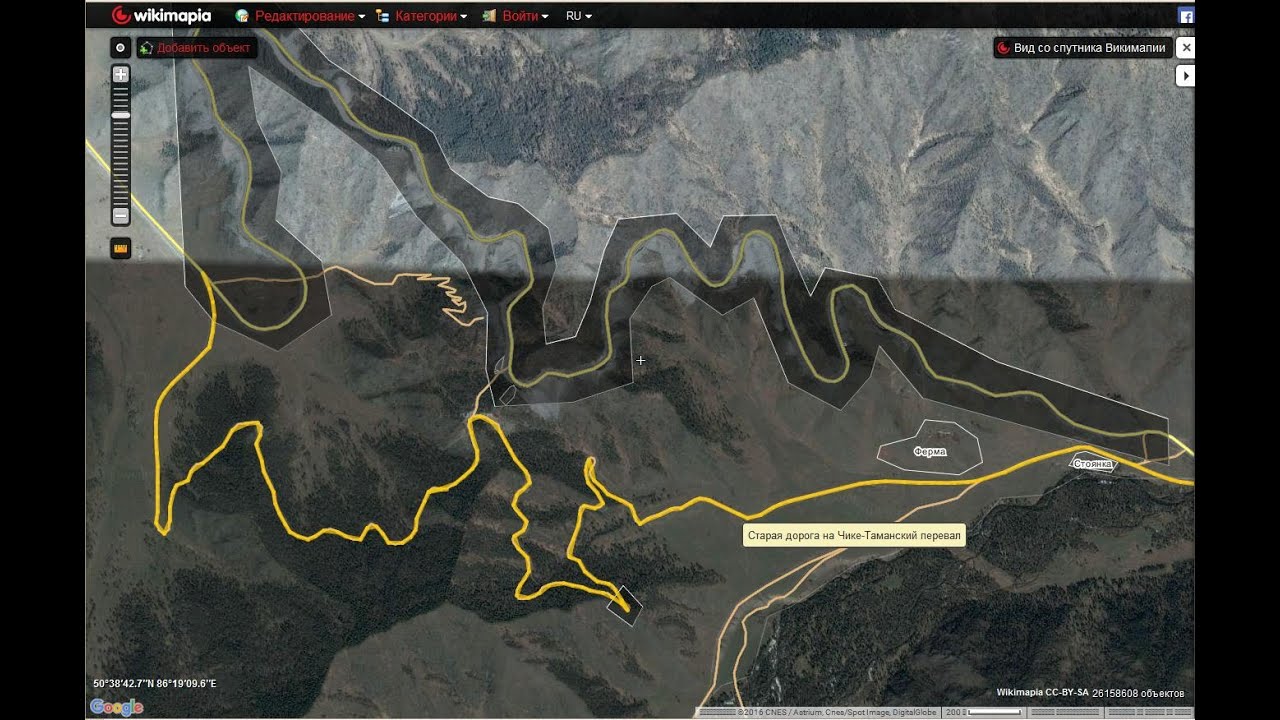 wikimapia Редактирование Категории Войти RU
Добавить объект
Вид со спутника Викимапии
Ферма
Стоянка
Старая дорога на Чике-Таманский перевал
50°38'42.7"N 86°19'09.6"E
Wikimapia CC-BY-SA 26158608 объектов
Google
©2016 CNES / Astrium, Cnes/Spot Image, DigitalGlobe
200